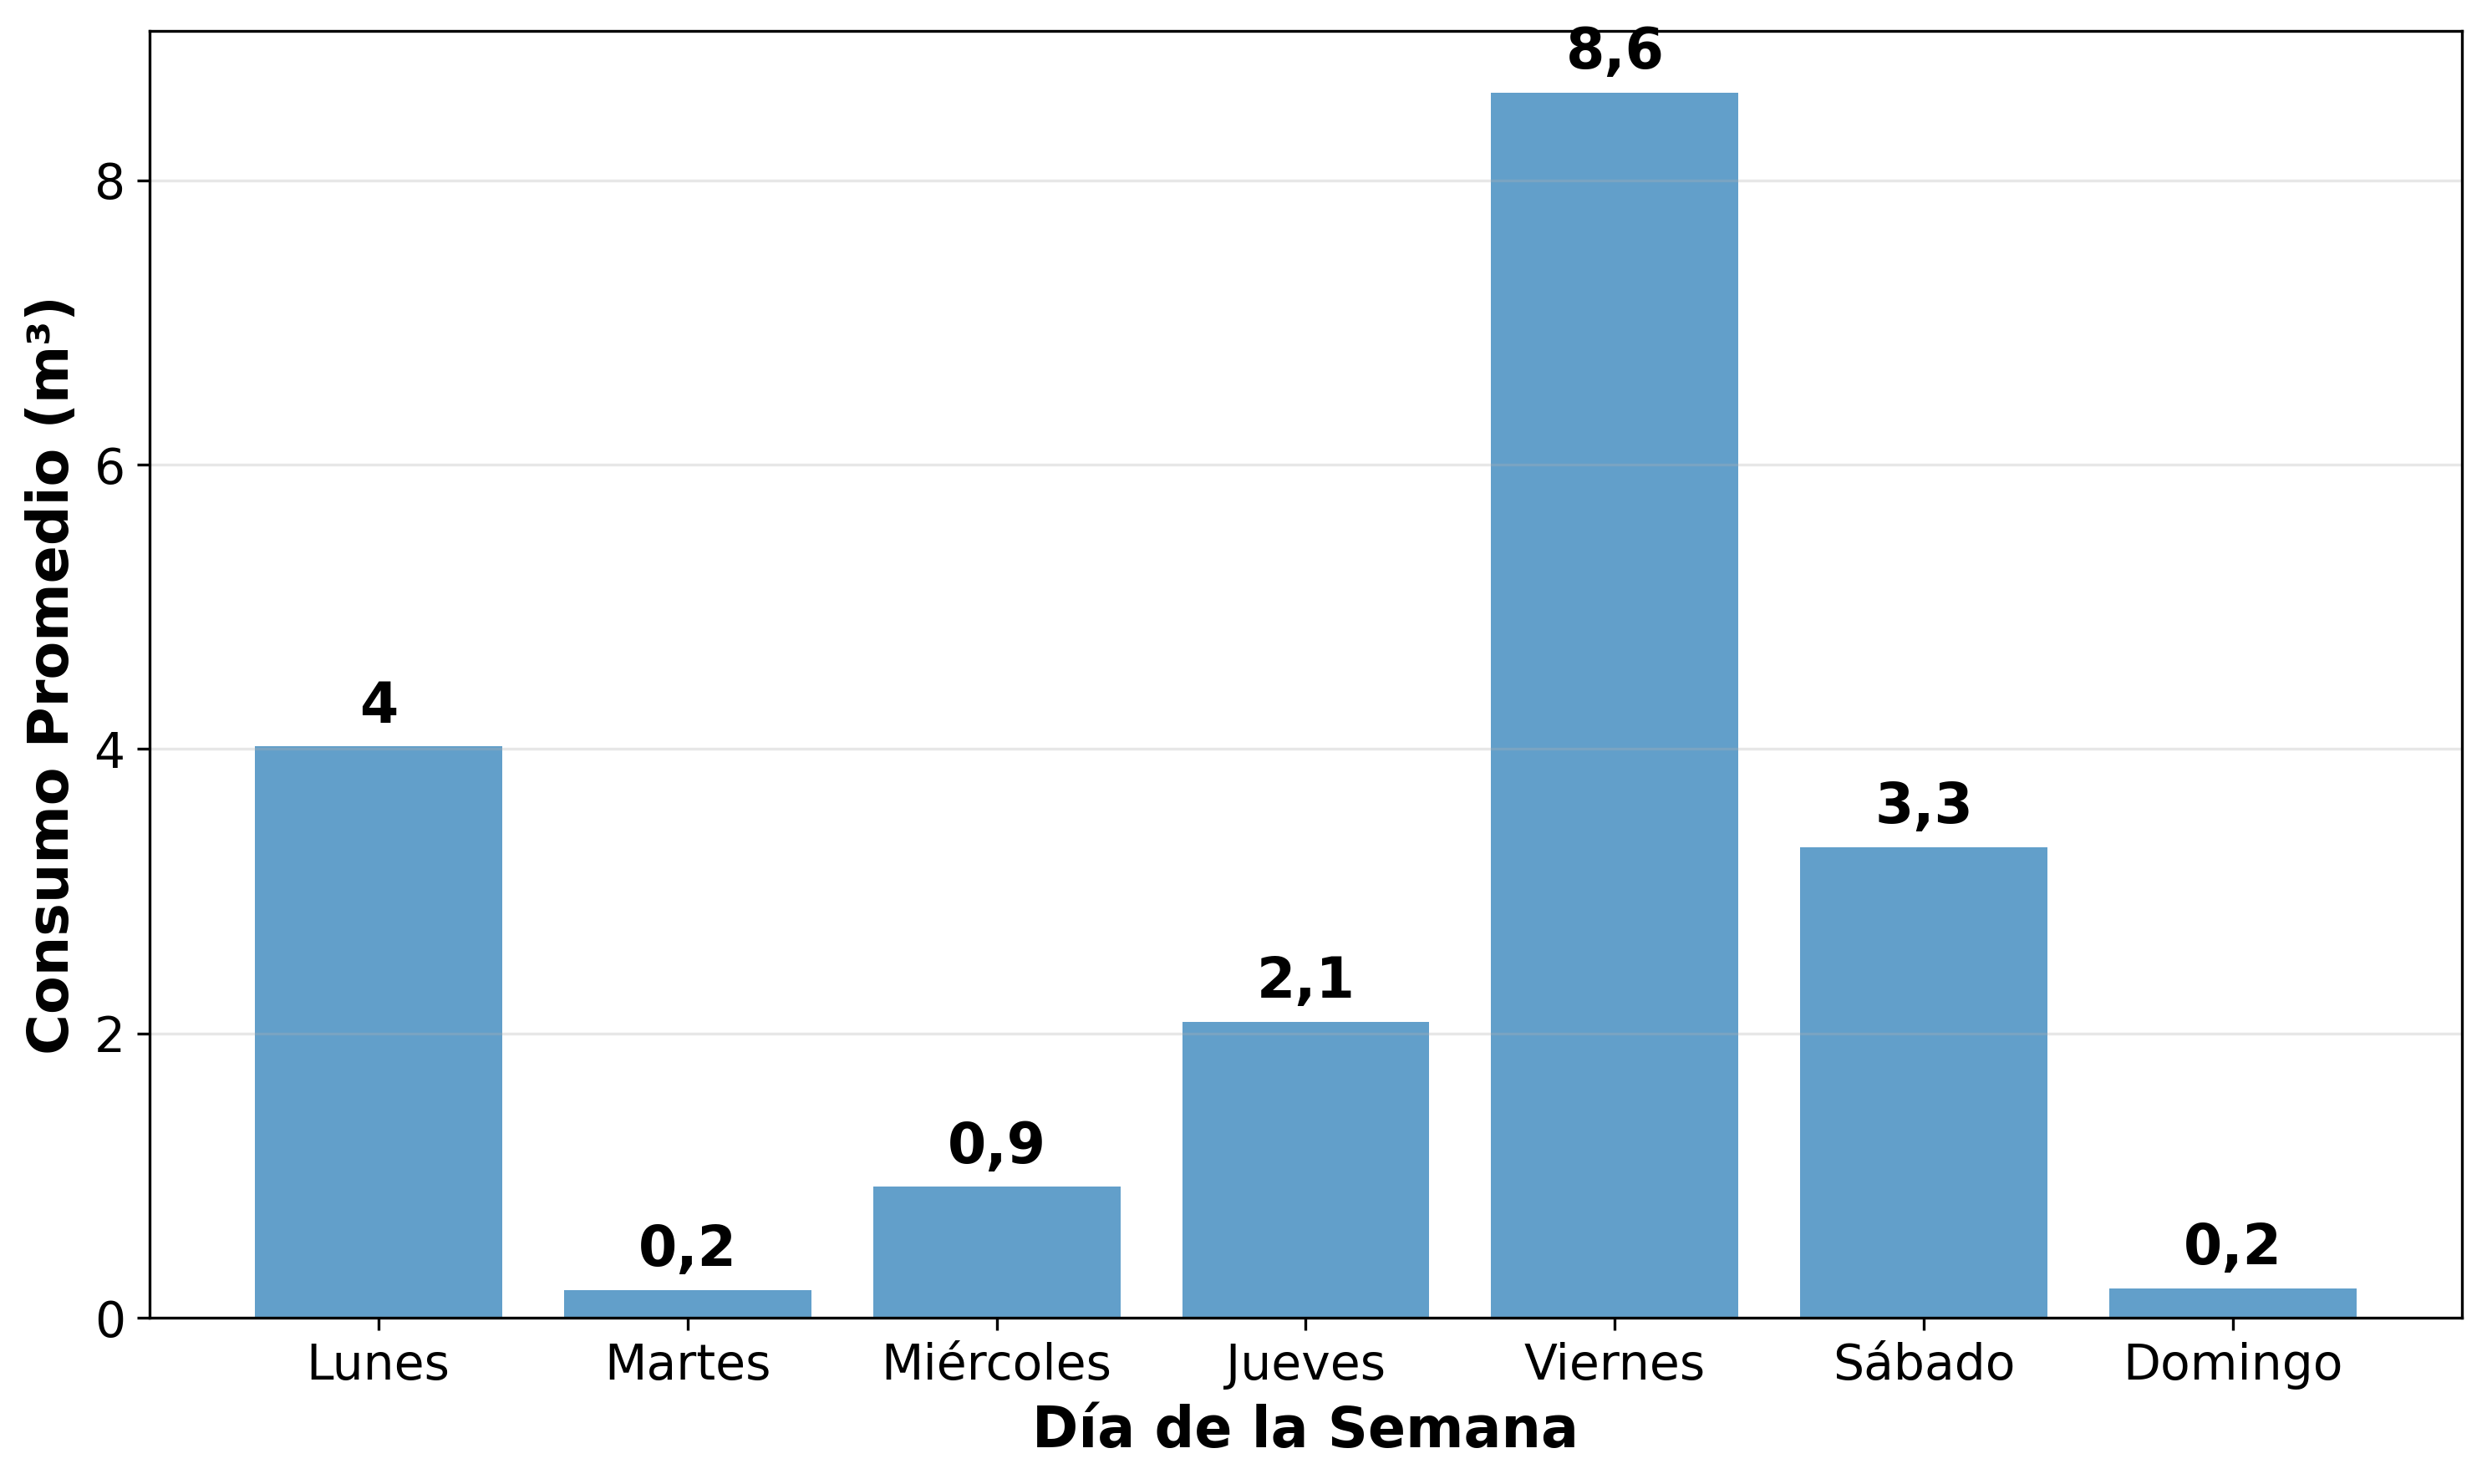 Consumo Promedio (m³)
8
6
4
2
0
4
0,2
0,9
2,1
8,6
3,3
0,2
Lunes
Martes
Miércoles
Jueves
Viernes
Sábado
Domingo
Día de la Semana